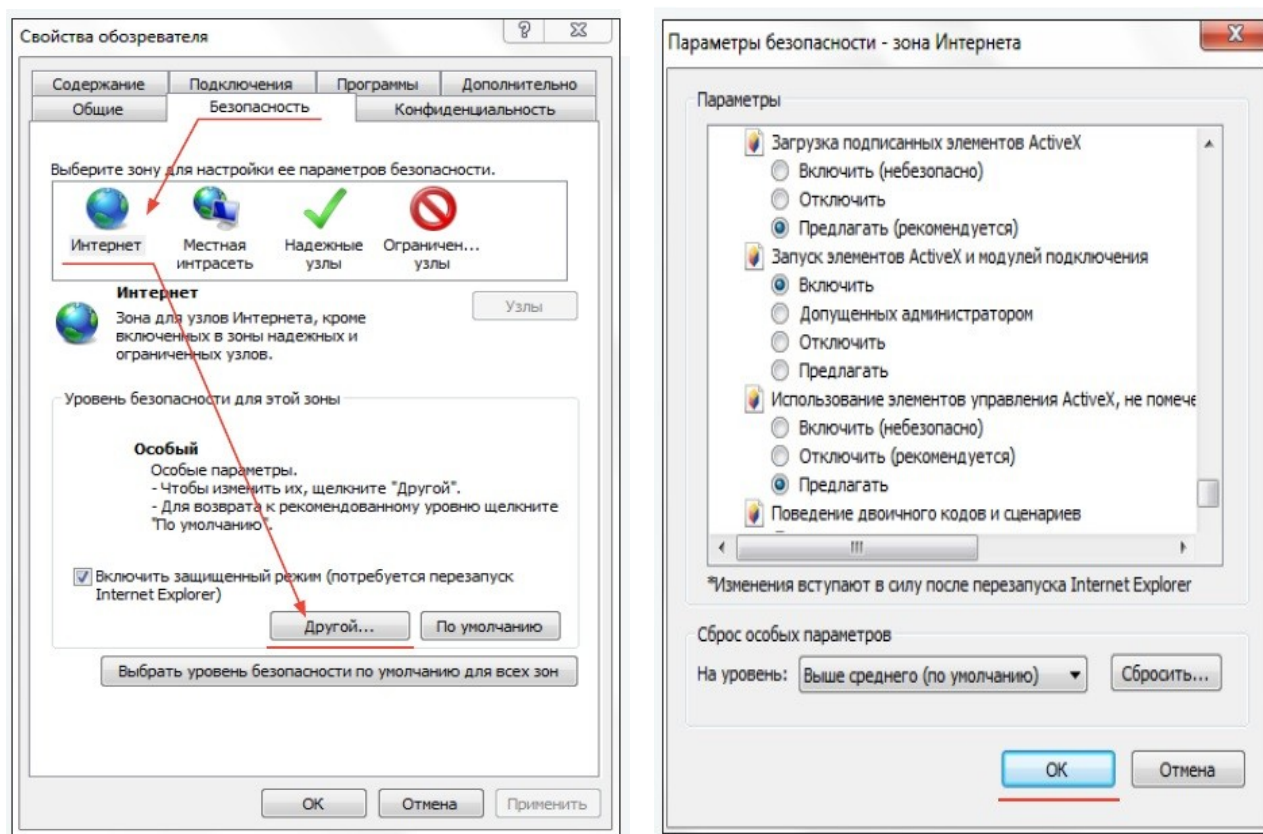 Свойства обозревателя
Содержание Подключения Программы Дополнительно
Общие Безопасность Конфиденциальность
Выберите зону для настройки ее параметров безопасности.
Интернет
Местная
интрасеть
Надежные
узлы
Ограничен...
узлы
Интернет
Узлы
Зона для узлов Интернета, кроме
включенных в зоны надежных и
ограниченных узлов.
Уровень безопасности для этой зоны
Особый
Особые параметры.
- Чтобы изменить их, щелкните "Другой".
- Для возврата к рекомендованному уровню щелкните
"По умолчанию".
Включить защищенный режим (потребуется перезапуск
Internet Explorer)
Другой... По умолчанию
Выбрать уровень безопасности по умолчанию для всех зон
ОК Отмена Применить
Параметры безопасности - зона Интернета
Параметры
Загрузка подписанных элементов ActiveX
Включить (небезопасно)
Отключить
Предлагать (рекомендуется)
Запуск элементов ActiveX и модулей подключения
Включить
Допущенных администратором
Отключить
Предлагать
Использование элементов управления ActiveX, не помече
Включить (небезопасно)
Отключить (рекомендуется)
Предлагать
Поведение двоичного кодов и сценариев
*Изменения вступают в силу после перезапуска Internet Explorer
Сброс особых параметров
На уровень: Выше среднего (по умолчанию) Сбросить...
ОК Отмена